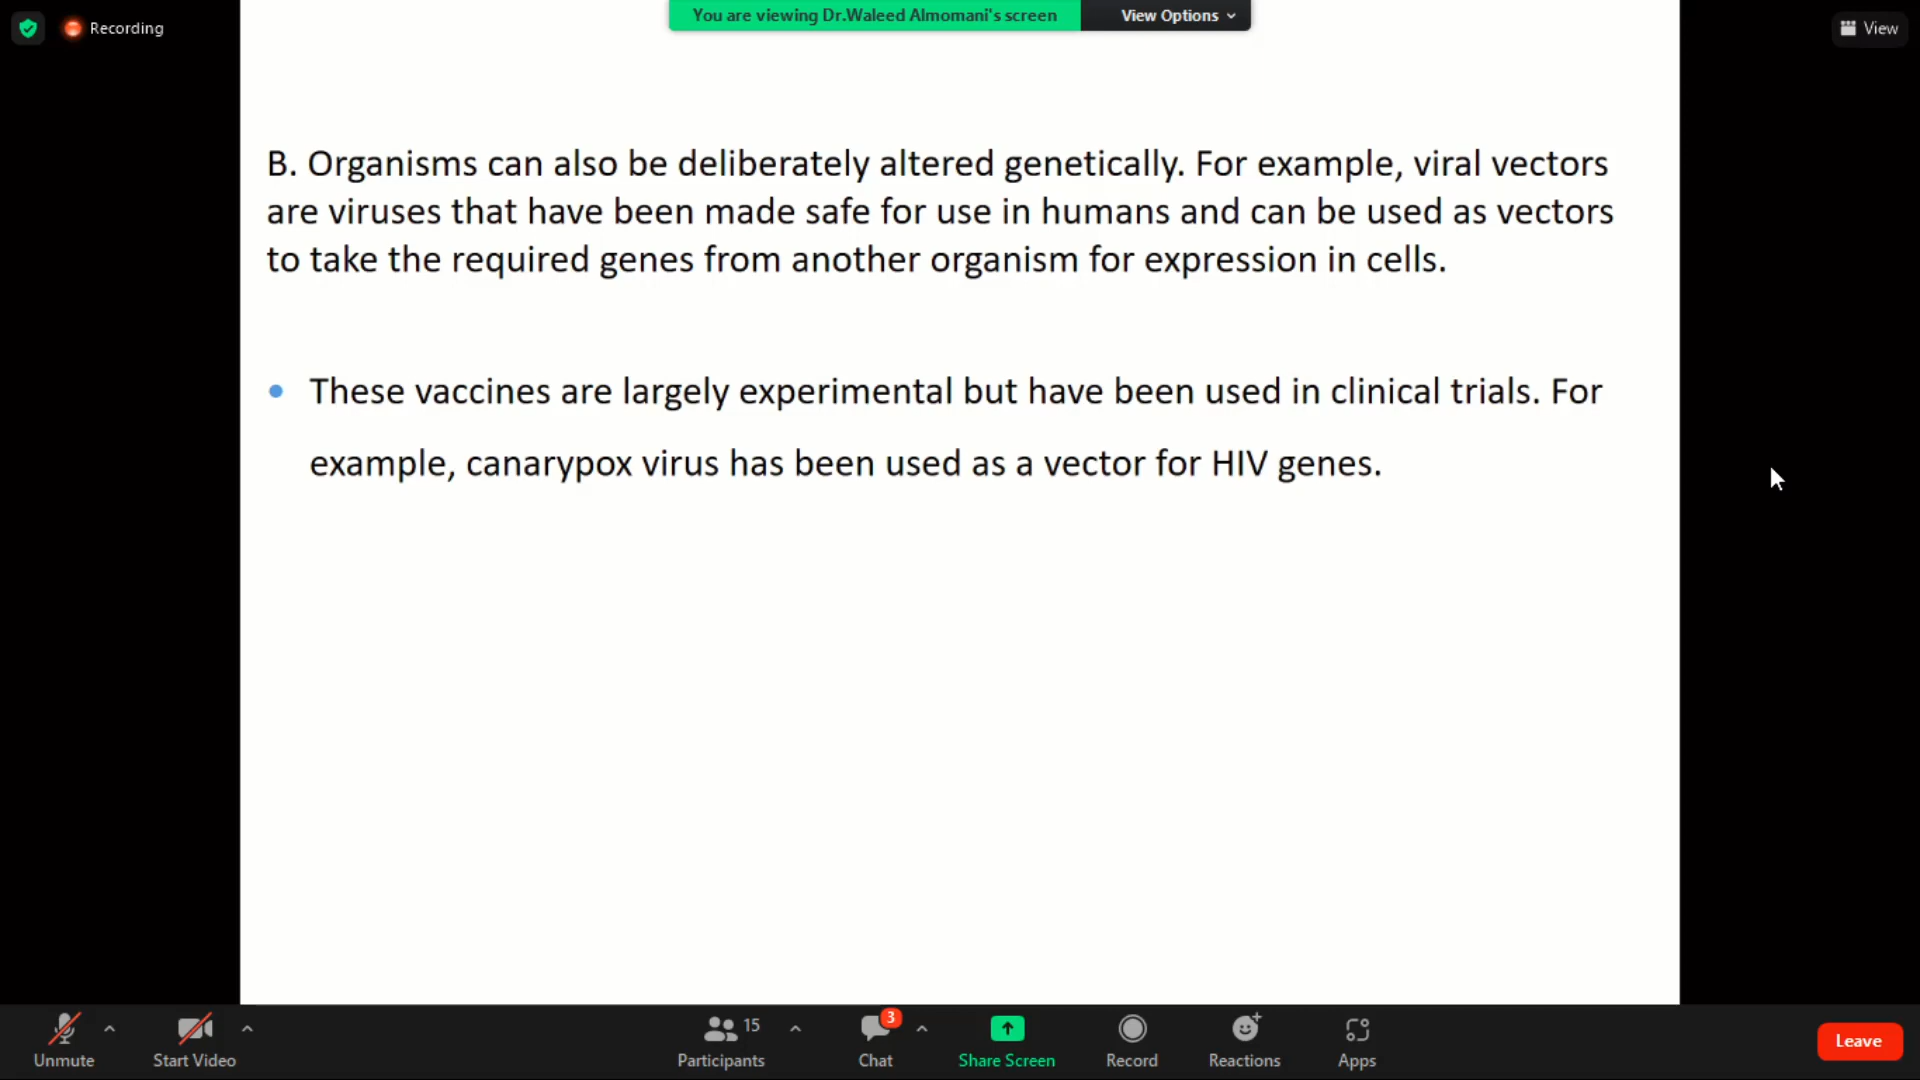 Recording
You are viewing Dr.Waleed Almomani's screen
View Options
View
B. Organisms can also be deliberately altered genetically. For example, viral vectors
are viruses that have been made safe for use in humans and can be used as vectors
to take the required genes from another organism for expression in cells.
• These vaccines are largely experimental but have been used in clinical trials. For
example, canarypox virus has been used as a vector for HIV genes.
Unmute
Start Video
15
Participants
3
Chat
Share Screen
Record
Reactions
Apps
Leave